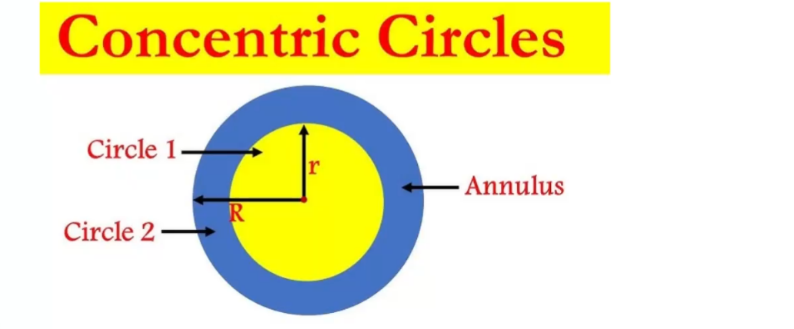 Concentric Circles
Circle 1
r
Annulus
R
Circle 2